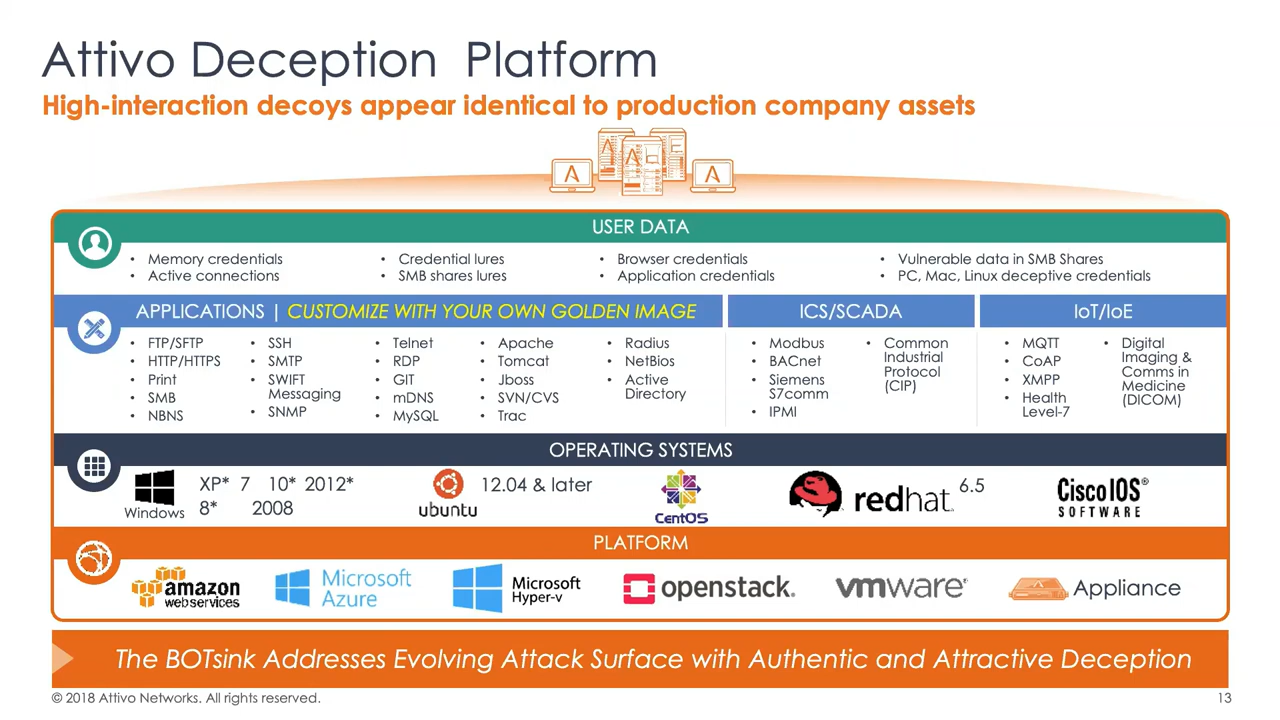 Attivo Deception Platform
High-interaction decoys appear identical to production company assets
USER DATA
• Memory credentials
• Active connections
• Credential lures
• SMB shares lures
• Browser credentials
• Application credentials
• Vulnerable data in SMB Shares
• PC, Mac, Linux deceptive credentials
APPLICATIONS | CUSTOMIZE WITH YOUR OWN GOLDEN IMAGE
• FTP/SFTP
• HTTP/HTTPS
• Print
• SMB
• NBNS
• SSH
• SMTP
• SWIFT
Messaging
• SNMP
• Telnet
• RDP
• GIT
• mDNS
• MySQL
• Apache
• Tomcat
• Jboss
• SVN/CVS
• Trac
• Radius
• NetBios
• Active
Directory
ICS/SCADA
• Modbus
• BACnet
• Siemens
S7comm
• IPMI
• Common
Industrial
Protocol
(CIP)
IoT/IoE
• MQTT
• CoAP
• XMPP
• Health
Level-7
• Digital
Imaging &
Comms in
Medicine
(DICOM)
OPERATING SYSTEMS
Windows
XP* 7 10* 2012*
8* 2008
ubuntu
12.04 & later
CentOS
redhat. 6.5
Cisco IOS®
SOFTWARE
PLATFORM
amazon
web services
Microsoft
Azure
Microsoft
Hyper-v
openstack.
vmware®
Appliance
The BOTsink Addresses Evolving Attack Surface with Authentic and Attractive Deception
© 2018 Attivo Networks. All rights reserved.
13